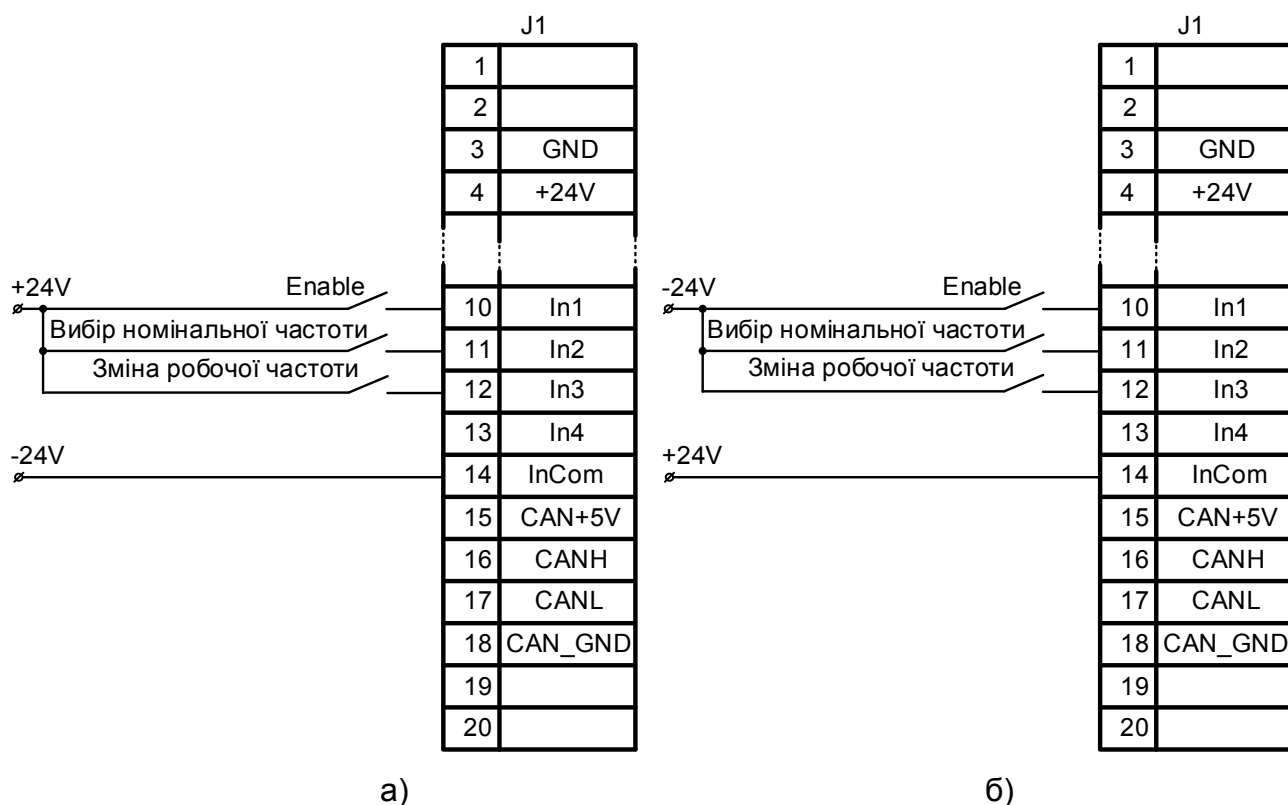 J1
1
2
3 GND
4 +24V
+24V
Enable
10 In1
Вибір номінальної частоти
11 In2
Зміна робочої частоти
12 In3
13 In4
-24V
14 InCom
15 CAN+5V
16 CANH
17 CANL
18 CAN_GND
19
20
а)
J1
1
2
3 GND
4 +24V
-24V
Enable
10 In1
Вибір номінальної частоти
11 In2
Зміна робочої частоти
12 In3
13 In4
+24V
14 InCom
15 CAN+5V
16 CANH
17 CANL
18 CAN_GND
19
20
б)